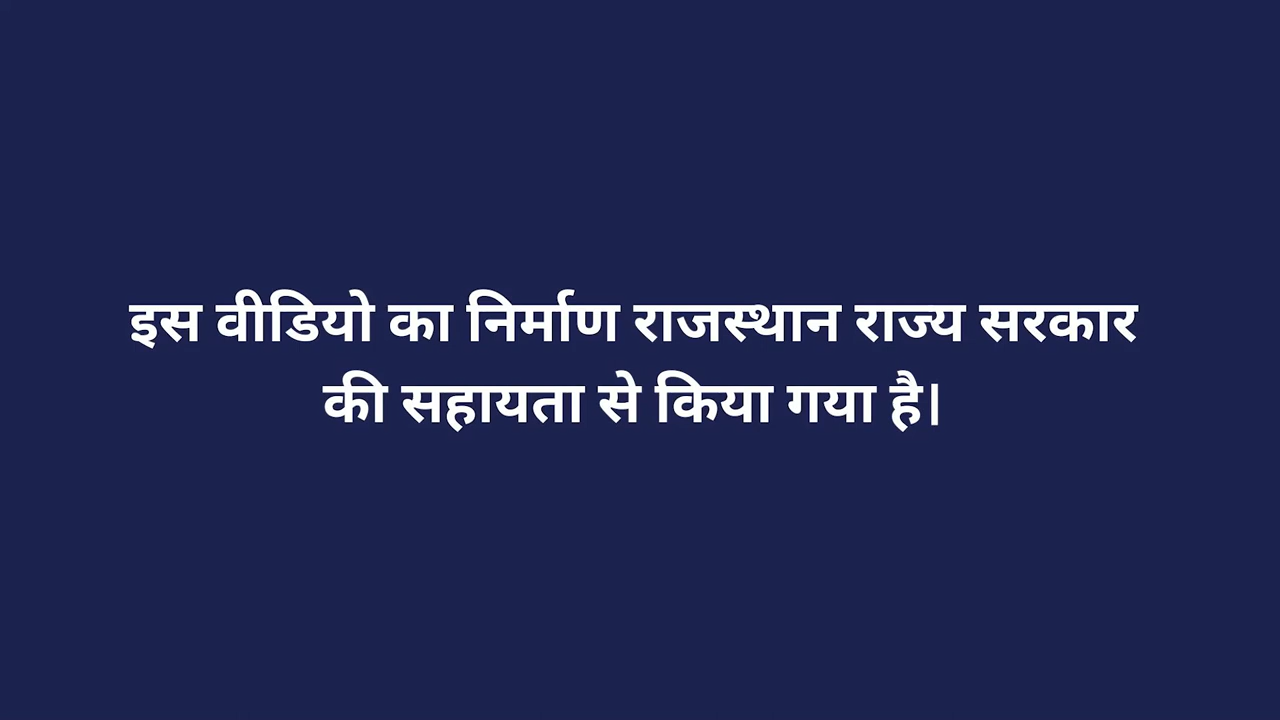 इस वीडियो का निर्माण राजस्थान राज्य सरकार
की सहायता से किया गया है।